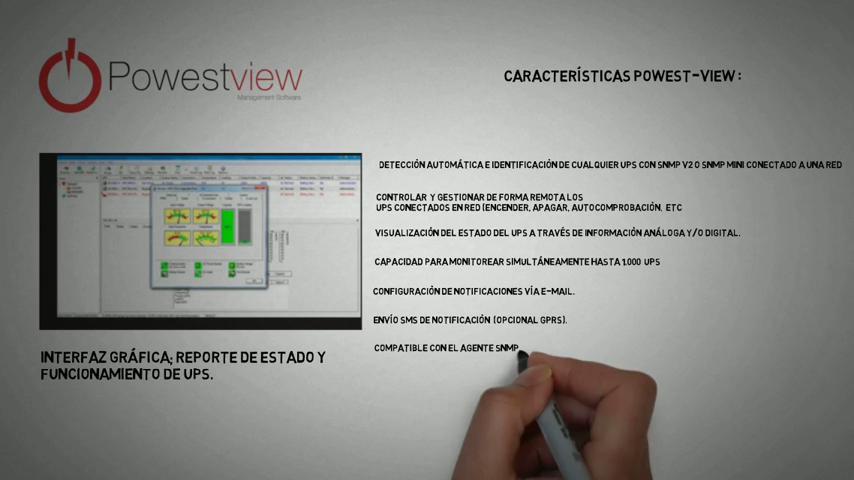 Powestview
Management Software
CARACTERÍSTICAS POWEST-VIEW:
DETECCIÓN AUTOMÁTICA E IDENTIFICACIÓN DE CUALQUIER UPS CON SNMP V2 O SNMP MINI CONECTADO A UNA RED
CONTROLAR Y GESTIONAR DE FORMA REMOTA LOS
UPS CONECTADOS EN RED (ENCENDER, APAGAR, AUTOCOMPROBACIÓN, ETC
VISUALIZACIÓN DEL ESTADO DEL UPS A TRAVÉS DE INFORMACIÓN ANÁLOGA Y/O DIGITAL.
CAPACIDAD PARA MONITOREAR SIMULTÁNEAMENTE HASTA 1.000 UPS
CONFIGURACIÓN DE NOTIFICACIONES VÍA E-MAIL.
ENVÍO SMS DE NOTIFICACIÓN (OPCIONAL GPRS).
COMPATIBLE CON EL AGENTE SNMP
INTERFAZ GRÁFICA; REPORTE DE ESTADO Y
FUNCIONAMIENTO DE UPS.